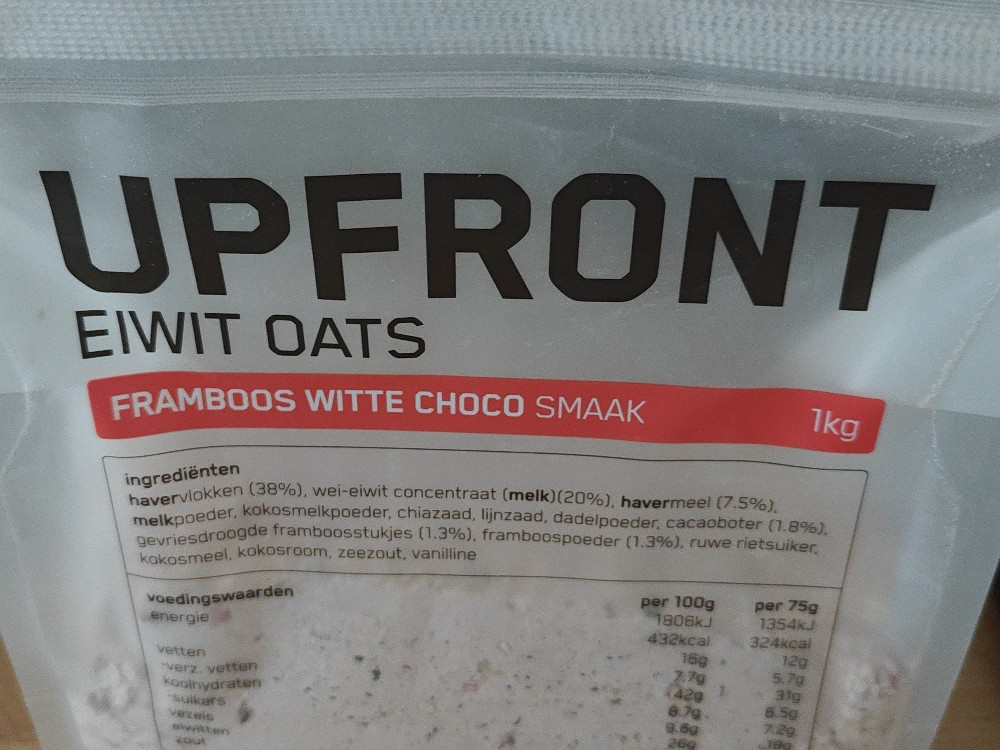 UPFRONT
EIWIT OATS
FRAMBOOS WITTE CHOCO SMAAK 1kg
ingrediënten
havervlokken (38%), wei-eiwit concentraat (melk)(20%), havermeel (7.5%),
melkpoeder, kokosmelkpoeder, chiazaad, lijnzaad, dadelpoeder, cacaoboter (1.8%),
gevriesdroogde framboosstukjes (1.3%), framboospoeder (1.3%), ruwe rietsuiker,
kokosmeel, kokosroom, zeezout, vanilline
voedingswaarden per 100g per 75g
energie 1806kJ 1354kJ
432kcal 324kcal
vetten 16g 12g
-verz. vetten 7.7g 5.7g
koolhydraten 42g 31g
-suikers 8.7g 6.5g
vezels 9.6g 7.2g
eiwitten 26g
zout